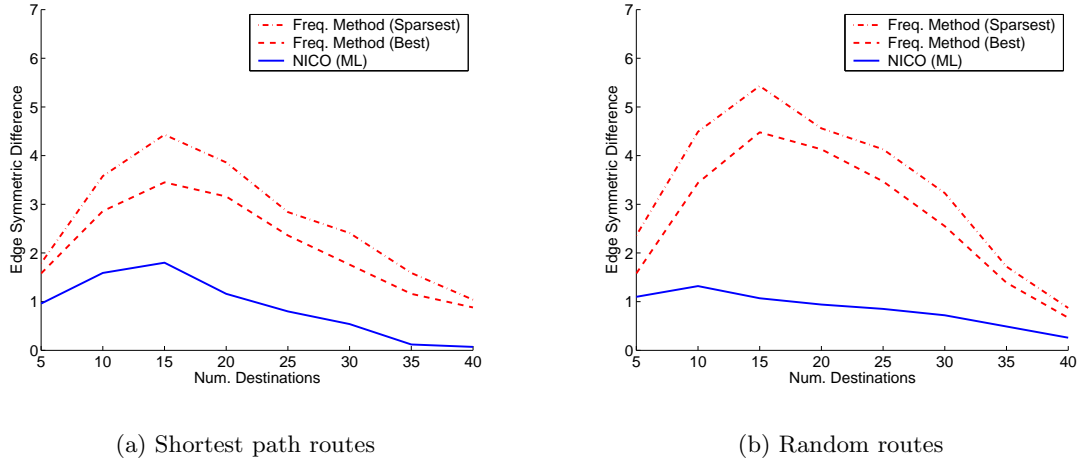 7
6
5
4
3
2
1
0
Edge Symmetric Difference
Freq. Method (Sparsest)
Freq. Method (Best)
NICO (ML)
5 10 15 20 25 30 35 40
Num. Destinations
(a) Shortest path routes
7
6
5
4
3
2
1
0
Edge Symmetric Difference
Freq. Method (Sparsest)
Freq. Method (Best)
NICO (ML)
5 10 15 20 25 30 35 40
Num. Destinations
(b) Random routes